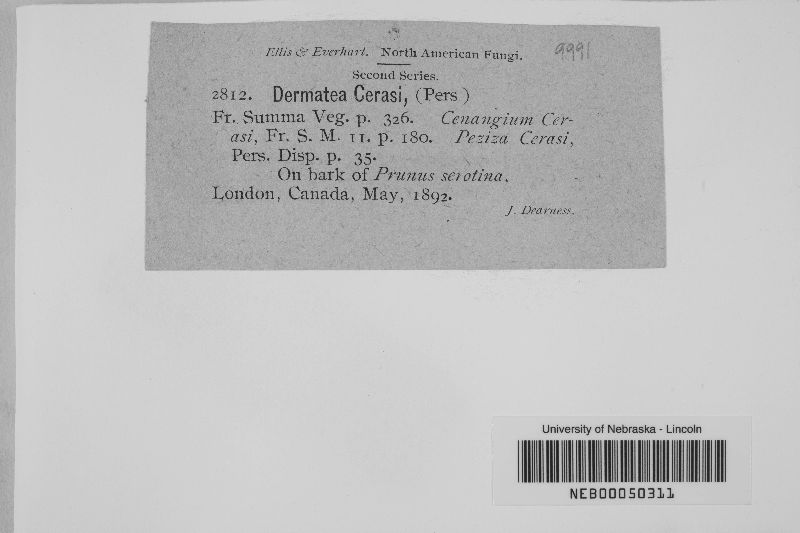 Ellis & Everhart. North American Fungi.
9991
Second Series.
2812. Dermatea Cerasi, (Pers )
Fr. Summa Veg. p. 326. Cenangium Cer-
asi, Fr. S. M. II. p. 180. Peziza Cerasi,
Pers. Disp. p. 35.
On bark of Prunus serotina.
London, Canada, May, 1892.
J. Dearness.
University of Nebraska - Lincoln
NEB00050311